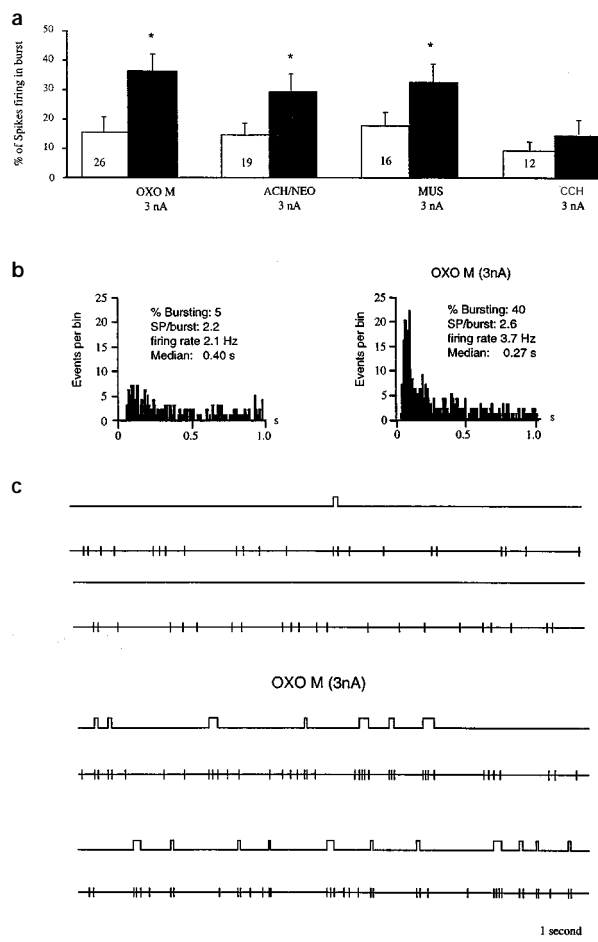 a
% of Spikes firing in burst
50
40
30
20
10
0
* * *
26 19 16 12
OXO M ACH/NEO MUS CCH
3 nA 3 nA 3 nA 3 nA
b
OXO M (3nA)
Events per bin
25
20
15
10
5
0
% Bursting: 5
SP/burst: 2.2
firing rate 2.1 Hz
Median: 0.40 s
0 0.5 1.0 s
Events per bin
25
20
15
10
5
0
% Bursting: 40
SP/burst: 2.6
firing rate 3.7 Hz
Median: 0.27 s
0 0.5 1.0 s
c
OXO M (3nA)
1 second